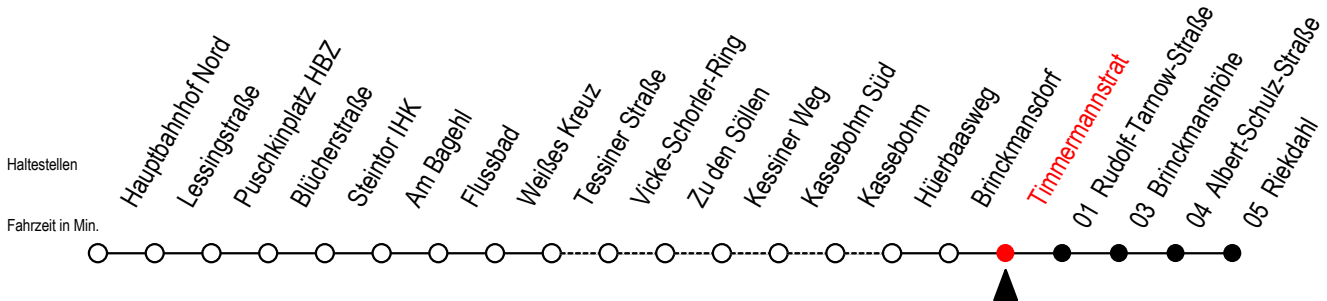 Haltestellen
Hauptbahnhof Nord
Lessingstraße
Puschkinplatz HBZ
Blücherstraße
Steintor IHK
Am Bagehl
Flussbad
Weißes Kreuz
Tessiner Straße
Vicke-Schorler-Ring
Zu den Söllen
Kessiner Weg
Kassebohm Süd
Kassebohm
Hüerbaasweg
Brinckmansdorf
Timmermannstrat
01 Rudolf-Tarnow-Straße
03 Brinckmanshöhe
04 Albert-Schulz-Straße
05 Riekdahl
Fahrzeit in Min.